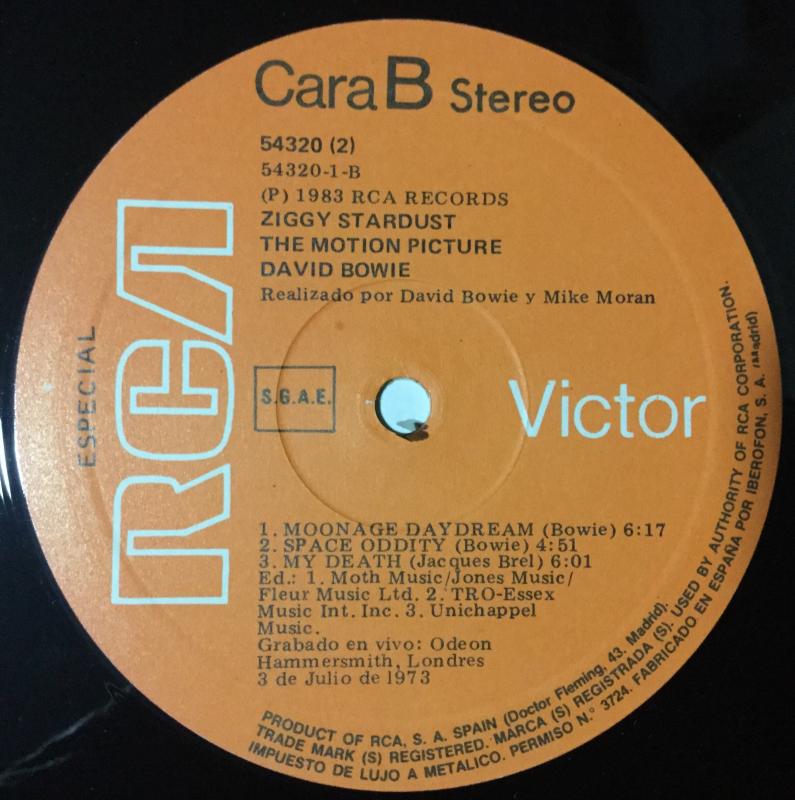 Cara B Stereo
54320 (2)
54320-1-B
(P) 1983 RCA RECORDS
ZIGGY STARDUST
THE MOTION PICTURE
DAVID BOWIE
Realizado por David Bowie y Mike Moran
ESPECIAL
RCA
S.G.A.E.
Victor
1. MOONAGE DAYDREAM (Bowie) 6:17
2. SPACE ODDITY (Bowie) 4:51
3. MY DEATH (Jacques Brel) 6:01
Ed.: 1. Moth Music/Jones Music/
Fleur Music Ltd. 2. TRO-Essex
Music Int. Inc. 3. Unichappel
Music.
Grabado en vivo: Odeon
Hammersmith, Londres
3 de Julio de 1973
PRODUCT OF RCA, S. A. SPAIN (Doctor Fleming, 43. Madrid).
TRADE MARK (S) REGISTERED. MARCA (S) REGISTRADA (S). USED BY AUTHORITY OF RCA CORPORATION.
IMPUESTO DE LUJO A METALICO. PERMISO N.° 3724. FABRICADO EN ESPAÑA POR IBEROFON, S. A. (Madrid)